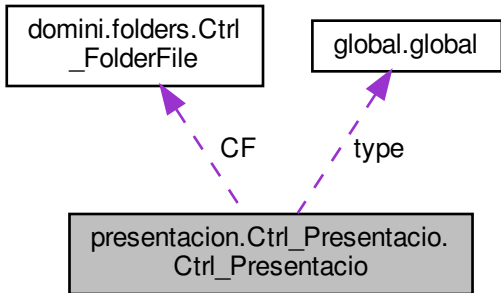 domini.folders.Ctrl
_FolderFile
global.global
CF
type
presentacion.Ctrl_Presentacio.
Ctrl_Presentacio